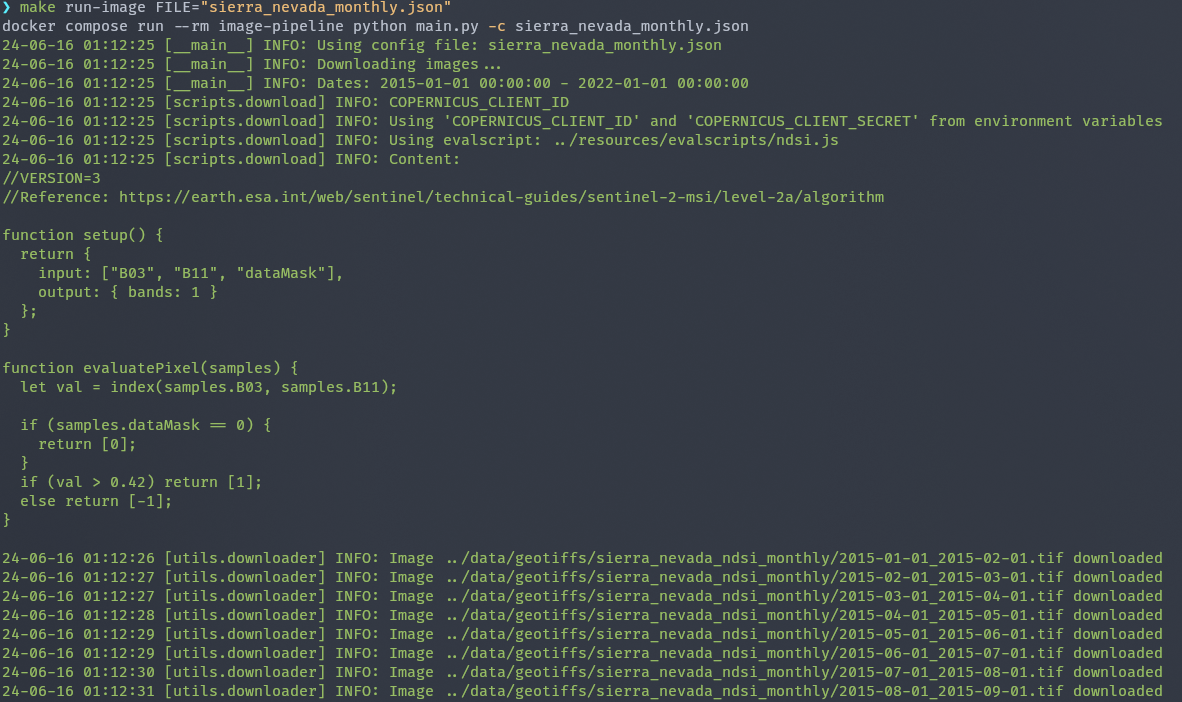 ❯ make run-image FILE="sierra_nevada_monthly.json"
docker compose run --rm image-pipeline python main.py -c sierra_nevada_monthly.json
24-06-16 01:12:25 [__main__] INFO: Using config file: sierra_nevada_monthly.json
24-06-16 01:12:25 [__main__] INFO: Downloading images...
24-06-16 01:12:25 [__main__] INFO: Dates: 2015-01-01 00:00:00 - 2022-01-01 00:00:00
24-06-16 01:12:25 [scripts.download] INFO: COPERNICUS_CLIENT_ID
24-06-16 01:12:25 [scripts.download] INFO: Using 'COPERNICUS_CLIENT_ID' and 'COPERNICUS_CLIENT_SECRET' from environment variables
24-06-16 01:12:25 [scripts.download] INFO: Using evalscript: ../resources/evalscripts/ndsi.js
24-06-16 01:12:25 [scripts.download] INFO: Content:
//VERSION=3
//Reference: https://earth.esa.int/web/sentinel/technical-guides/sentinel-2-msi/level-2a/algorithm

function setup() {
  return {
    input: ["B03", "B11", "dataMask"],
    output: { bands: 1 }
  };
}

function evaluatePixel(samples) {
  let val = index(samples.B03, samples.B11);

  if (samples.dataMask == 0) {
    return [0];
  }
  if (val > 0.42) return [1];
  else return [-1];
}

24-06-16 01:12:26 [utils.downloader] INFO: Image ../data/geotiffs/sierra_nevada_ndsi_monthly/2015-01-01_2015-02-01.tif downloaded
24-06-16 01:12:27 [utils.downloader] INFO: Image ../data/geotiffs/sierra_nevada_ndsi_monthly/2015-02-01_2015-03-01.tif downloaded
24-06-16 01:12:27 [utils.downloader] INFO: Image ../data/geotiffs/sierra_nevada_ndsi_monthly/2015-03-01_2015-04-01.tif downloaded
24-06-16 01:12:28 [utils.downloader] INFO: Image ../data/geotiffs/sierra_nevada_ndsi_monthly/2015-04-01_2015-05-01.tif downloaded
24-06-16 01:12:29 [utils.downloader] INFO: Image ../data/geotiffs/sierra_nevada_ndsi_monthly/2015-05-01_2015-06-01.tif downloaded
24-06-16 01:12:29 [utils.downloader] INFO: Image ../data/geotiffs/sierra_nevada_ndsi_monthly/2015-06-01_2015-07-01.tif downloaded
24-06-16 01:12:30 [utils.downloader] INFO: Image ../data/geotiffs/sierra_nevada_ndsi_monthly/2015-07-01_2015-08-01.tif downloaded
24-06-16 01:12:31 [utils.downloader] INFO: Image ../data/geotiffs/sierra_nevada_ndsi_monthly/2015-08-01_2015-09-01.tif downloaded